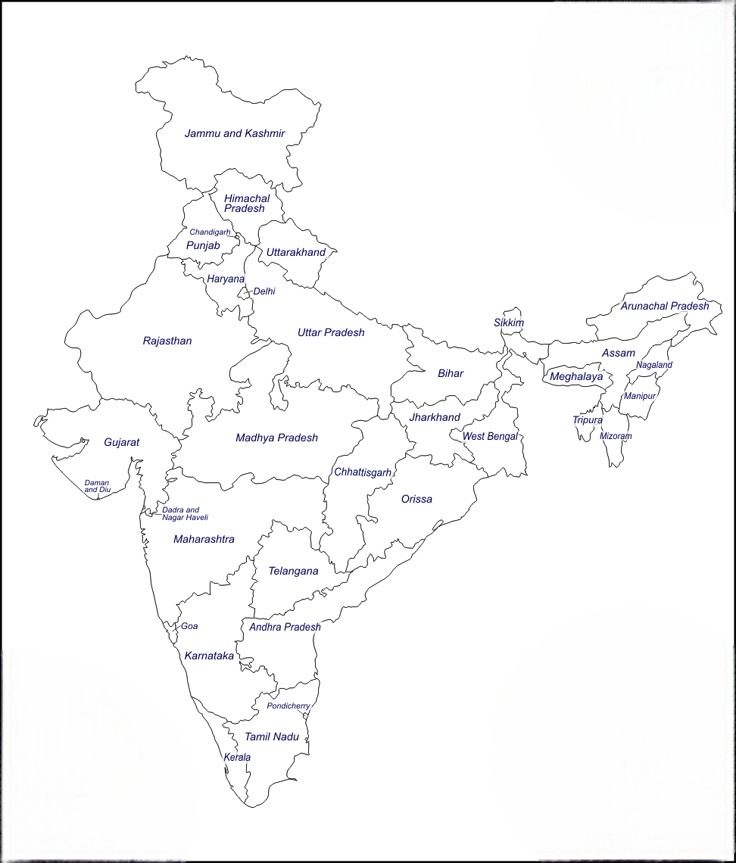 Jammu and Kashmir
Himachal
Pradesh
Chandigarh
Punjab
Uttarakhand
Haryana
Delhi
Arunachal Pradesh
Sikkim
Uttar Pradesh
Rajasthan
Assam
Nagaland
Bihar
Meghalaya
Manipur
Jharkhand
Tripura
West Bengal
Mizoram
Gujarat
Madhya Pradesh
Chhattisgarh
Daman
and Diu
Orissa
Dadra and
Nagar Haveli
Maharashtra
Telangana
Goa
Andhra Pradesh
Karnataka
Pondicherry
Tamil Nadu
Kerala